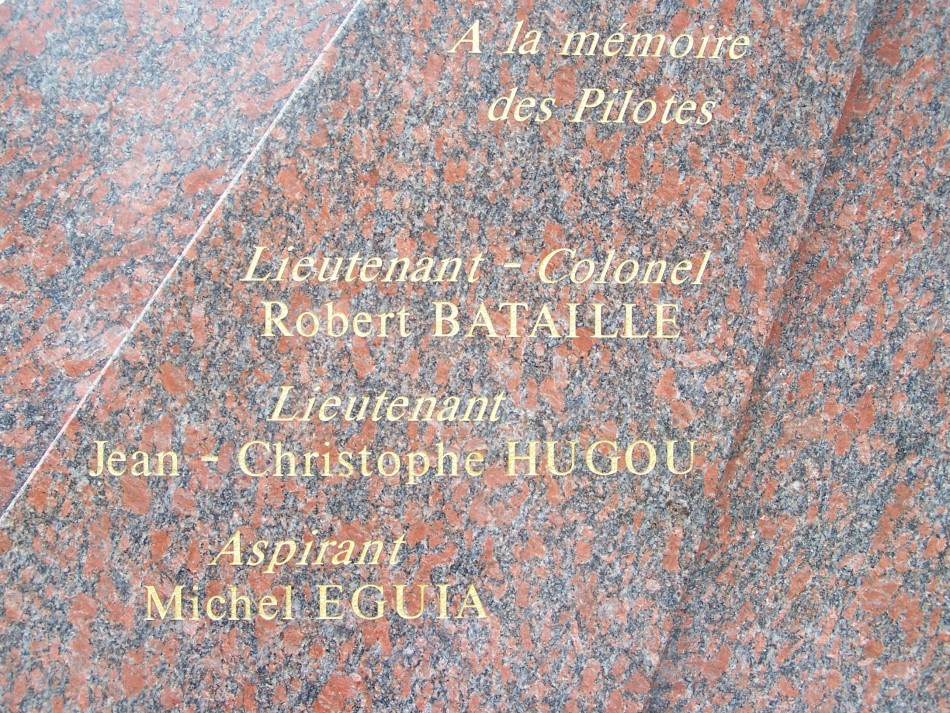 A la mémoire
des Pilotes
Lieutenant - Colonel
Robert BATAILLE
Lieutenant
Jean - Christophe HUGOU
Aspirant
Michel EGUIA